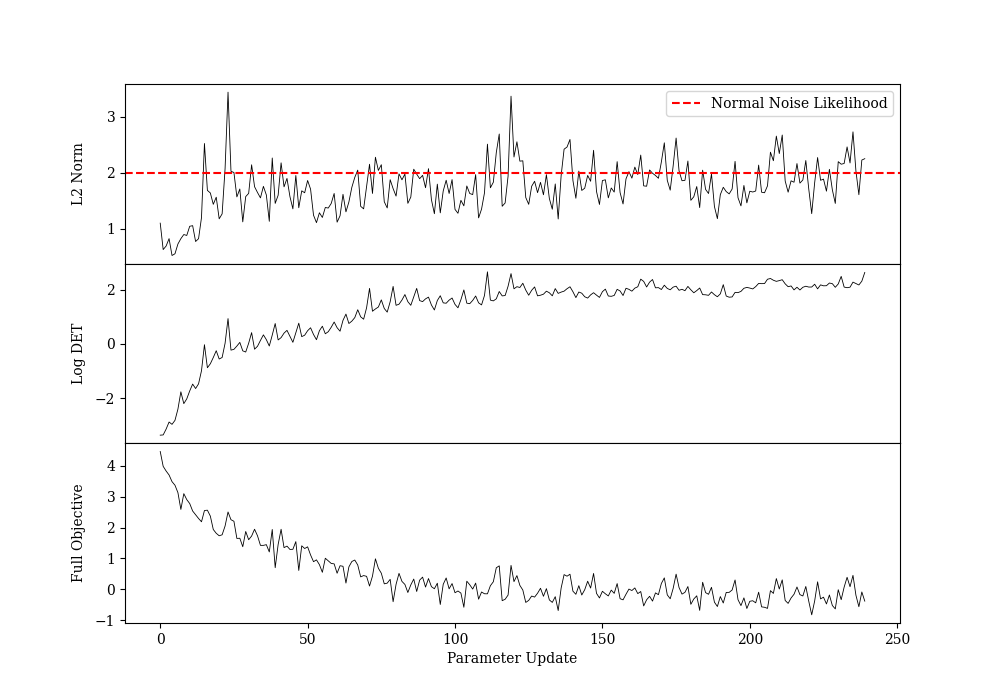 Normal Noise Likelihood
L2 Norm
3
2
1
Log DET
2
0
−2
Full Objective
4
3
2
1
0
−1
0 50 100 150 200 250
Parameter Update